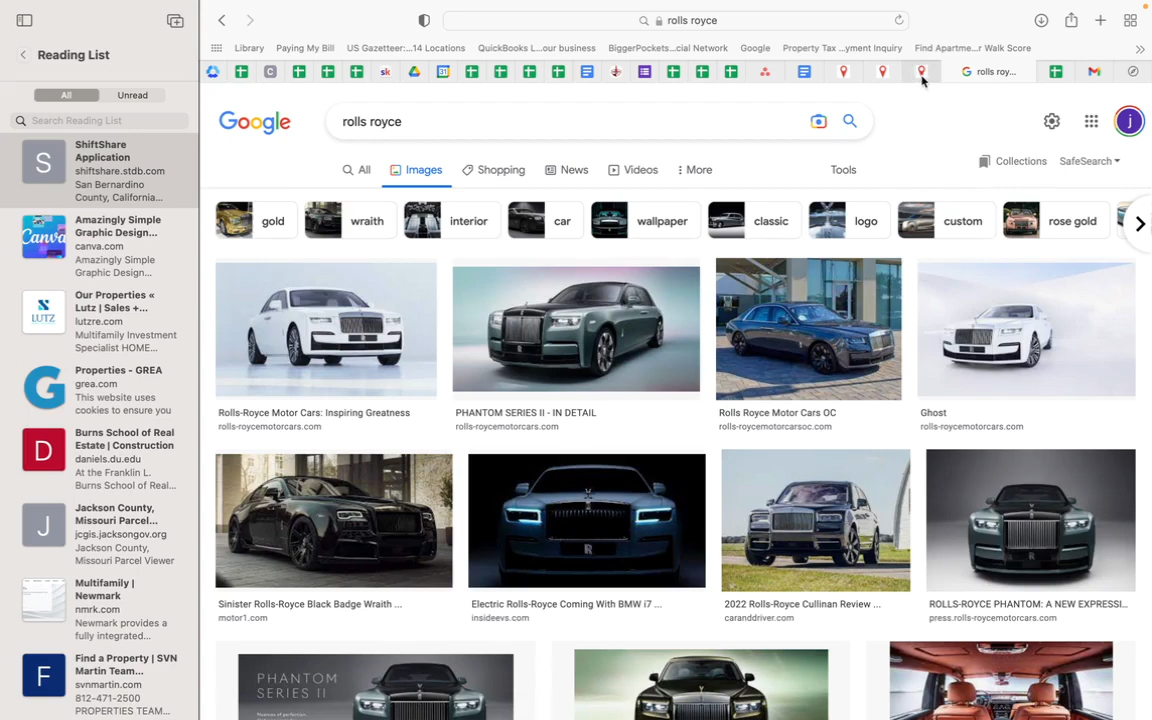 rolls royce
Reading List
Library
Paying My Bill
US Gazetteer:...14 Locations
QuickBooks L...our business
BiggerPockets...cial Network
Google
Property Tax ...yment Inquiry
Find Apartme...r Walk Score
rolls roy...
All
Unread
Search Reading List
Google
rolls royce
j
All
Images
Shopping
News
Videos
More
Tools
Collections
SafeSearch
gold
wraith
interior
car
wallpaper
classic
logo
custom
rose gold
S
ShiftShare
Application
shiftshare.stdb.com
San Bernardino
County, California...
Canva
Amazingly Simple
Graphic Design...
canva.com
Amazingly Simple
Graphic Design...
LUTZ
Our Properties «
Lutz | Sales +...
lutzre.com
Multifamily Investment
Specialist HOME...
Properties - GREA
grea.com
This website uses
cookies to ensure you
D
Burns School of Real
Estate | Construction
daniels.du.edu
At the Franklin L.
Burns School of Real...
J
Jackson County,
Missouri Parcel...
jcgis.jacksongov.org
Jackson County,
Missouri Parcel Viewer
Multifamily |
Newmark
nmrk.com
Newmark provides a
fully integrated...
F
Find a Property | SVN
Martin Team...
svnmartin.com
812-471-2500
PROPERTIES TEAM...
Rolls-Royce Motor Cars: Inspiring Greatness
rolls-roycemotorcars.com
PHANTOM SERIES II - IN DETAIL
rolls-roycemotorcars.com
Rolls Royce Motor Cars OC
rolls-roycemotorcarsoc.com
Ghost
rolls-roycemotorcars.com
Sinister Rolls-Royce Black Badge Wraith ...
motor1.com
Electric Rolls-Royce Coming With BMW i7 ...
insideevs.com
2022 Rolls-Royce Cullinan Review ...
caranddriver.com
ROLLS-ROYCE PHANTOM: A NEW EXPRESSI...
press.rolls-roycemotorcars.com
PHANTOM
SERIES II